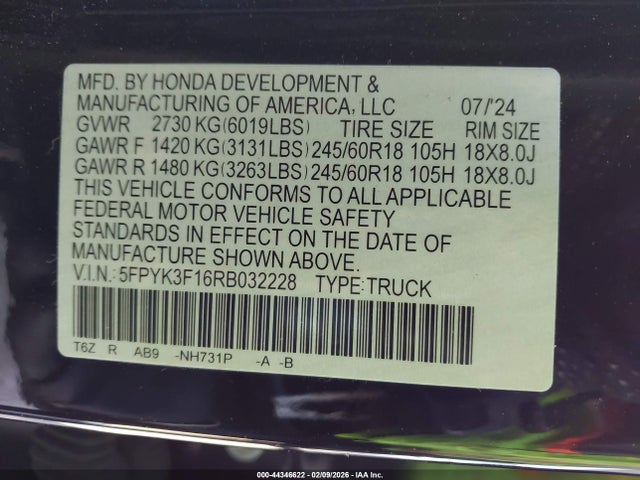 MFD. BY HONDA DEVELOPMENT &
MANUFACTURING OF AMERICA, LLC 07/'24
GVWR 2730 KG(6019LBS) TIRE SIZE RIM SIZE
GAWR F 1420 KG(3131LBS) 245/60R18 105H 18X8.0J
GAWR R 1480 KG(3263LBS) 245/60R18 105H 18X8.0J
THIS VEHICLE CONFORMS TO ALL APPLICABLE
FEDERAL MOTOR VEHICLE SAFETY
STANDARDS IN EFFECT ON THE DATE OF
MANUFACTURE SHOWN ABOVE.
V.I.N.: 5FPYK3F16RB032228 TYPE:TRUCK
T6Z R AB9 -NH731P -A -B
000-44346622 - 02/09/2026 - IAA Inc.